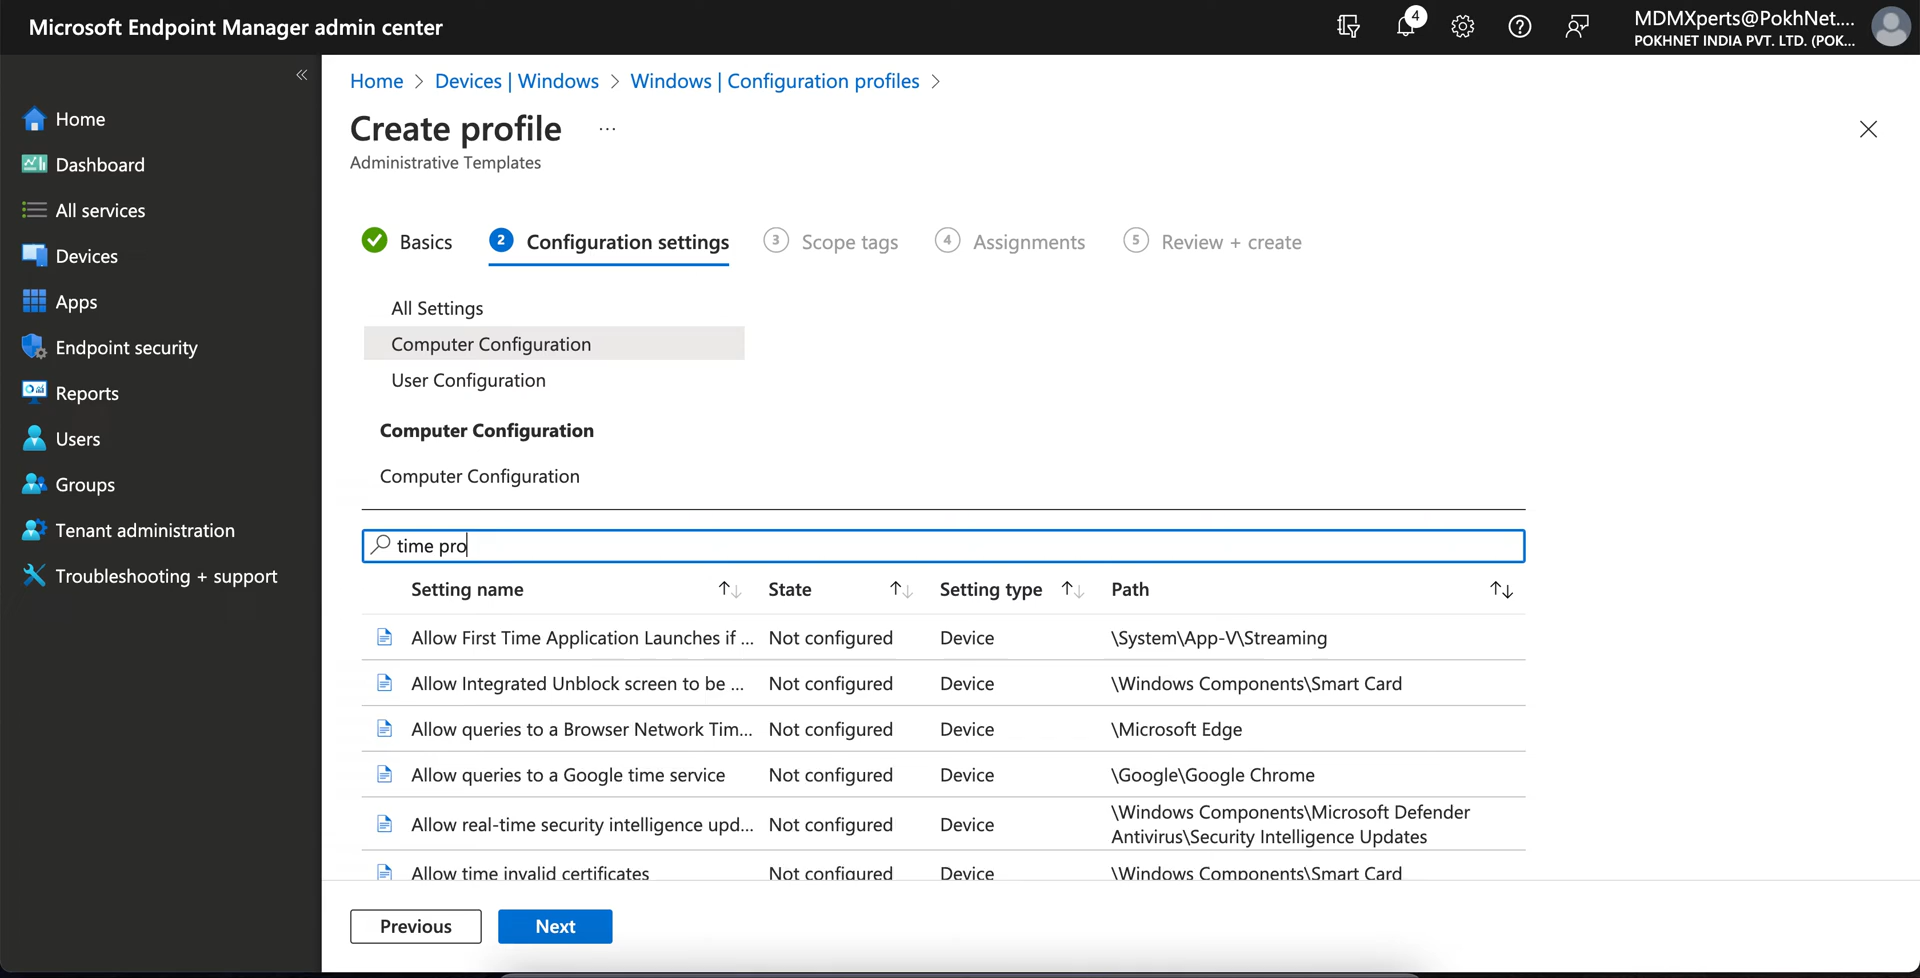 Microsoft Endpoint Manager admin center
4
MDMXperts@PokhNet....
POKHNET INDIA PVT. LTD. (POK...
Home
Dashboard
All services
Devices
Apps
Endpoint security
Reports
Users
Groups
Tenant administration
Troubleshooting + support
Home > Devices | Windows > Windows | Configuration profiles >
Create profile ...
Administrative Templates
Basics 2 Configuration settings 3 Scope tags 4 Assignments 5 Review + create
All Settings
Computer Configuration
User Configuration
Computer Configuration
Computer Configuration
time pro
Setting name State Setting type Path
Allow First Time Application Launches if ... Not configured Device \System\App-V\Streaming
Allow Integrated Unblock screen to be ... Not configured Device \Windows Components\Smart Card
Allow queries to a Browser Network Tim... Not configured Device \Microsoft Edge
Allow queries to a Google time service Not configured Device \Google\Google Chrome
Allow real-time security intelligence upd... Not configured Device \Windows Components\Microsoft Defender
Antivirus\Security Intelligence Updates
Allow time invalid certificates Not configured Device \Windows Components\Smart Card
Previous Next